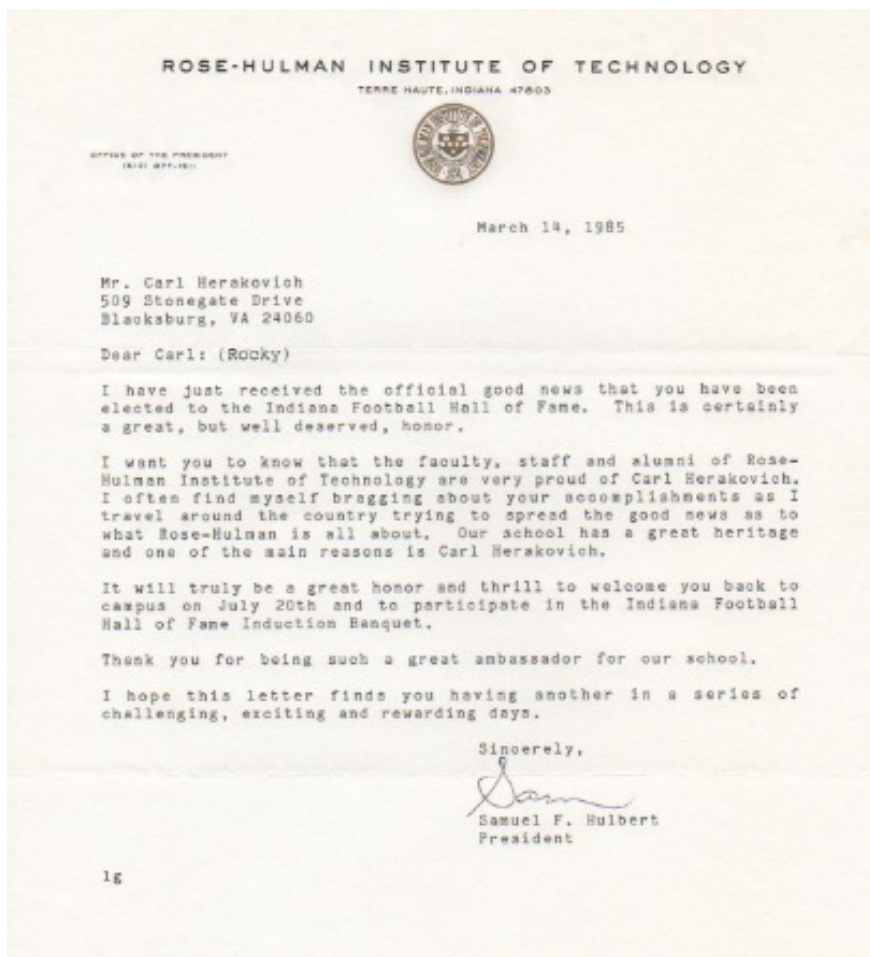 ROSE-HULMAN INSTITUTE OF TECHNOLOGY
TERRE HAUTE, INDIANA 47803
OFFICE OF THE PRESIDENT
March 14, 1985
Mr. Carl Herakovich
509 Stonegate Drive
Blacksburg, VA 24060
Dear Carl: (Rocky)
I have just received the official good news that you have been
elected to the Indiana Football Hall of Fame. This is certainly
a great, but well deserved, honor.
I want you to know that the faculty, staff and alumni of Rose-
Hulman Institute of Technology are very proud of Carl Herakovich.
I often find myself bragging about your accomplishments as I
travel around the country trying to spread the good news as to
what Rose-Hulman is all about. Our school has a great heritage
and one of the main reasons is Carl Herakovich.
It will truly be a great honor and thrill to welcome you back to
campus on July 20th and to participate in the Indiana Football
Hall of Fame Induction Banquet.
Thank you for being such a great ambassador for our school.
I hope this letter finds you having another in a series of
challenging, exciting and rewarding days.
Sincerely,
Sam
Samuel F. Hulbert
President
lg